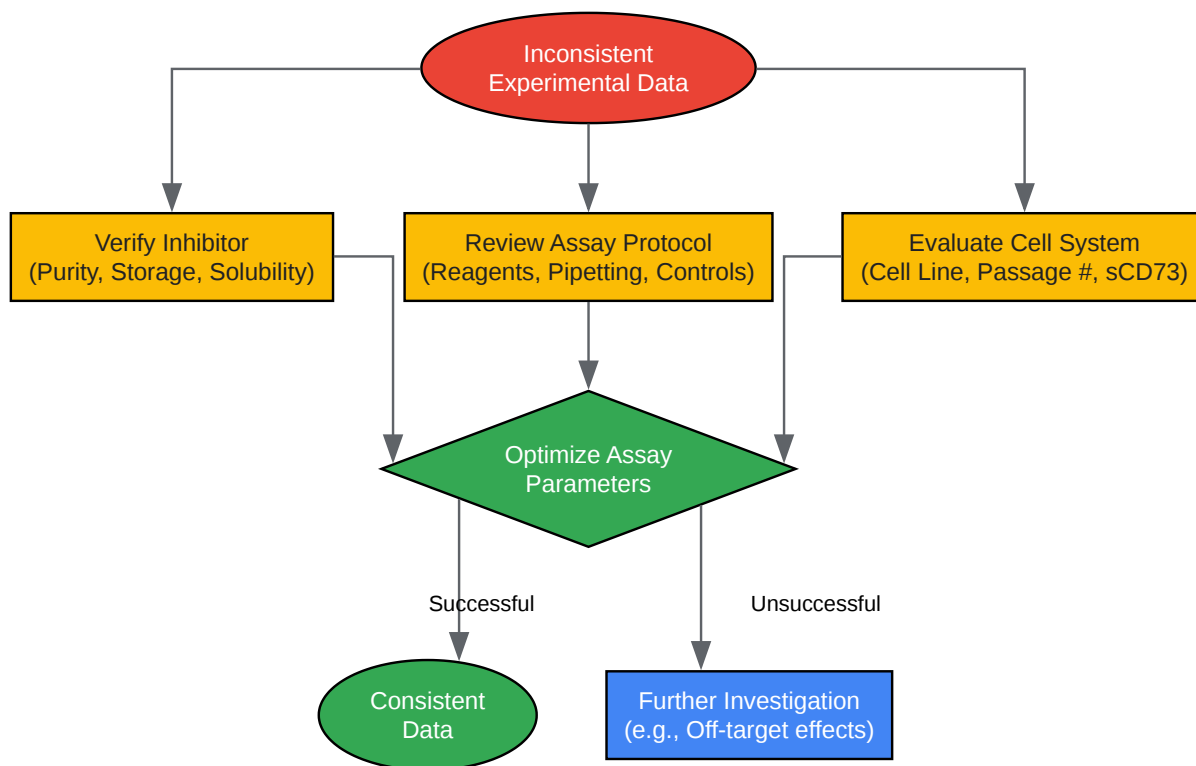 Inconsistent
Experimental Data
Verify Inhibitor
(Purity, Storage, Solubility)
Review Assay Protocol
(Reagents, Pipetting, Controls)
Evaluate Cell System
(Cell Line, Passage #, sCD73)
Optimize Assay
Parameters
Successful
Unsuccessful
Consistent
Data
Further Investigation
(e.g., Off-target effects)